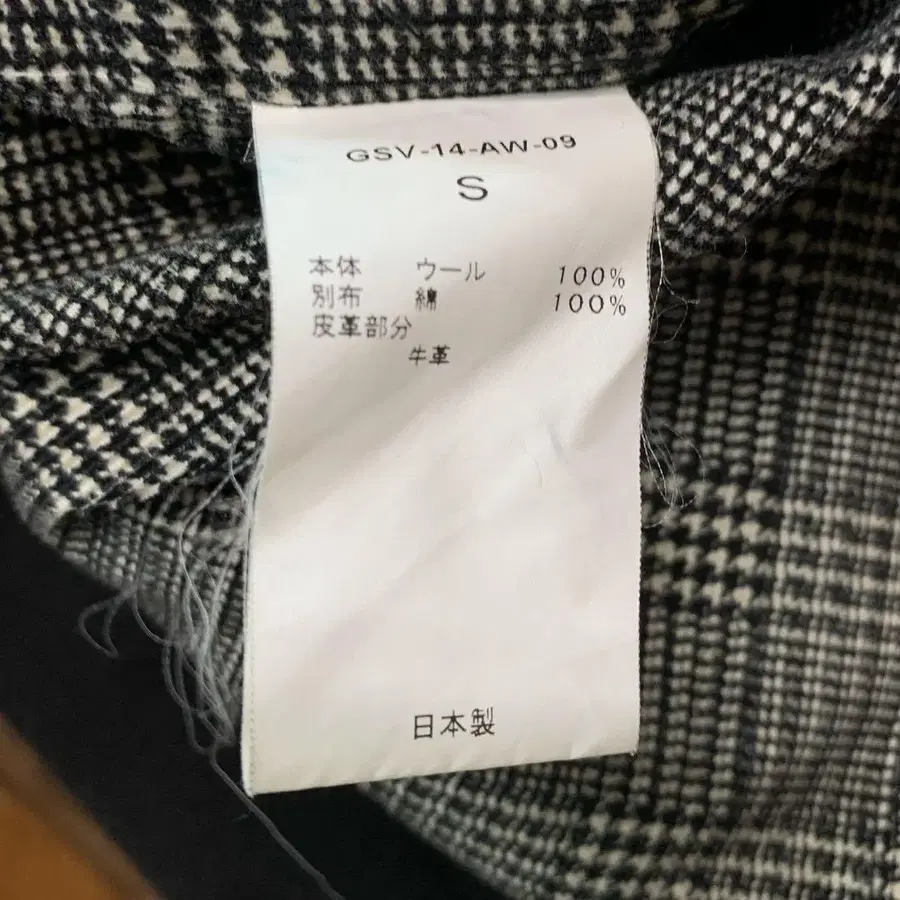 GSV-14-AW-09
S
本体 ウール 100%
別布 綿 100%
皮革部分
牛革
日本製